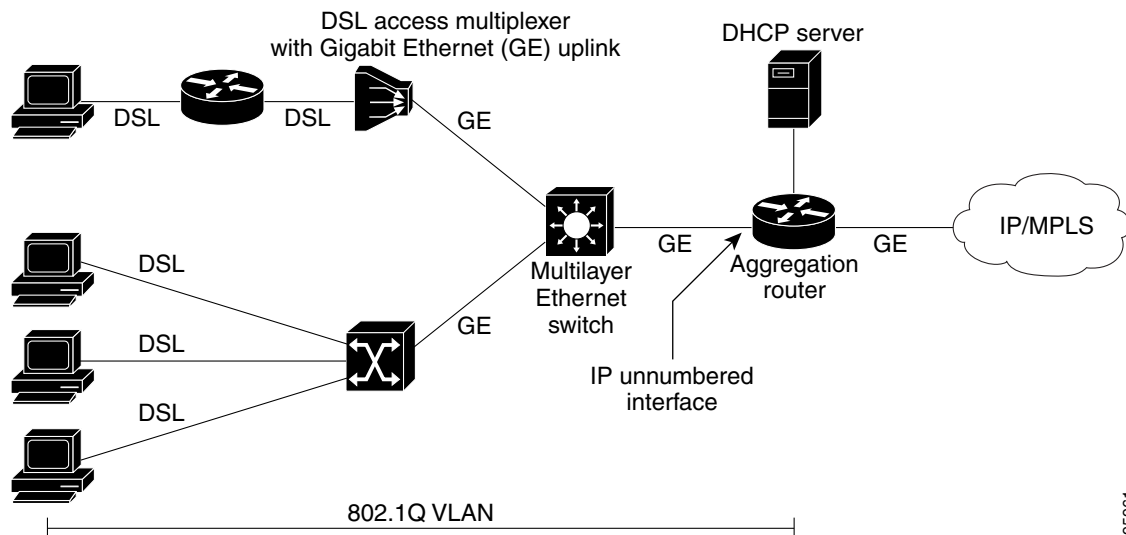 DSL access multiplexer
with Gigabit Ethernet (GE) uplink
DHCP server
DSL
DSL
GE
IP/MPLS
DSL
GE
GE
Aggregation
router
Multilayer
Ethernet
switch
GE
DSL
IP unnumbered
interface
DSL
802.1Q VLAN